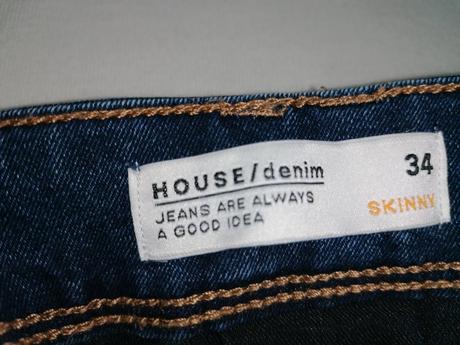 HOUSE/denim 34
JEANS ARE ALWAYS SKINNY
A GOOD IDEA